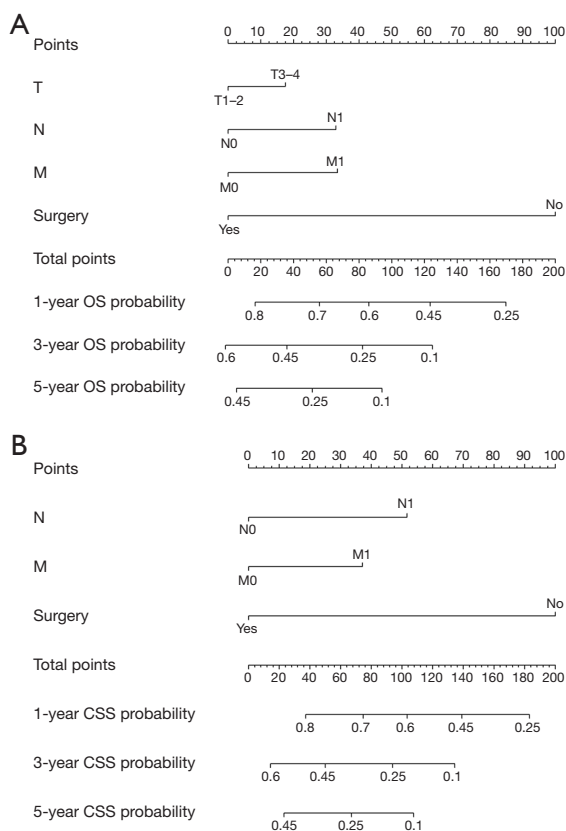 A
Points
0 10 20 30 40 50 60 70 80 90 100
T3–4
T
T1–2
N1
N
N0
M1
M
M0
No
Surgery
Yes
Total points
0 20 40 60 80 100 120 140 160 180 200
1-year OS probability
0.8 0.7 0.6 0.45 0.25
3-year OS probability
0.6 0.45 0.25 0.1
5-year OS probability
0.45 0.25 0.1
B
Points
0 10 20 30 40 50 60 70 80 90 100
N1
N
N0
M1
M
M0
No
Surgery
Yes
Total points
0 20 40 60 80 100 120 140 160 180 200
1-year CSS probability
0.8 0.7 0.6 0.45 0.25
3-year CSS probability
0.6 0.45 0.25 0.1
5-year CSS probability
0.45 0.25 0.1